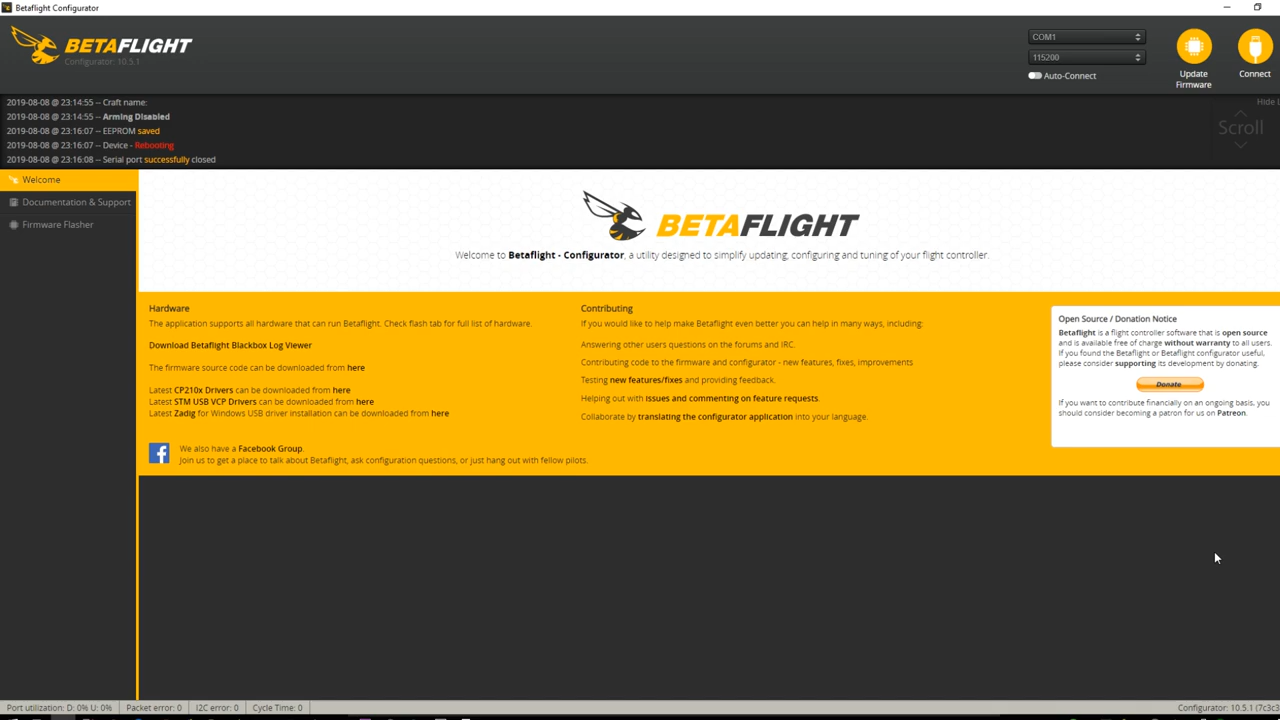 Betaflight Configurator
BETAFLIGHT
Configurator: 10.5.1
COM1
115200
Auto-Connect
Update
Firmware
Connect
2019-08-08 @ 23:14:55 -- Craft name:
2019-08-08 @ 23:14:55 -- Arming Disabled
2019-08-08 @ 23:16:07 -- EEPROM saved
2019-08-08 @ 23:16:07 -- Device - Rebooting
2019-08-08 @ 23:16:08 -- Serial port successfully closed
Hide
Scroll
Welcome
Documentation & Support
Firmware Flasher
BETAFLIGHT
Welcome to Betaflight - Configurator, a utility designed to simplify updating, configuring and tuning of your flight controller.
Hardware
The application supports all hardware that can run Betaflight. Check flash tab for full list of hardware.
Download Betaflight Blackbox Log Viewer
The firmware source code can be downloaded from here
Latest CP210x Drivers can be downloaded from here
Latest STM USB VCP Drivers can be downloaded from here
Latest Zadig for Windows USB driver installation can be downloaded from here
We also have a Facebook Group.
Join us to get a place to talk about Betaflight, ask configuration questions, or just hang out with fellow pilots.
Contributing
If you would like to help make Betaflight even better you can help in many ways, including:
Answering other users questions on the forums and IRC.
Contributing code to the firmware and configurator - new features, fixes, improvements
Testing new features/fixes and providing feedback.
Helping out with issues and commenting on feature requests.
Collaborate by translating the configurator application into your language.
Open Source / Donation Notice
Betaflight is a flight controller software that is open source
and is available free of charge without warranty to all users.
If you found the Betaflight or Betaflight configurator useful,
please consider supporting its development by donating.
Donate
If you want to contribute financially on an ongoing basis, you
should consider becoming a patron for us on Patreon.
Port utilization: D: 0% U: 0%
Packet error: 0
I2C error: 0
Cycle Time: 0
Configurator: 10.5.1 (7c3c3